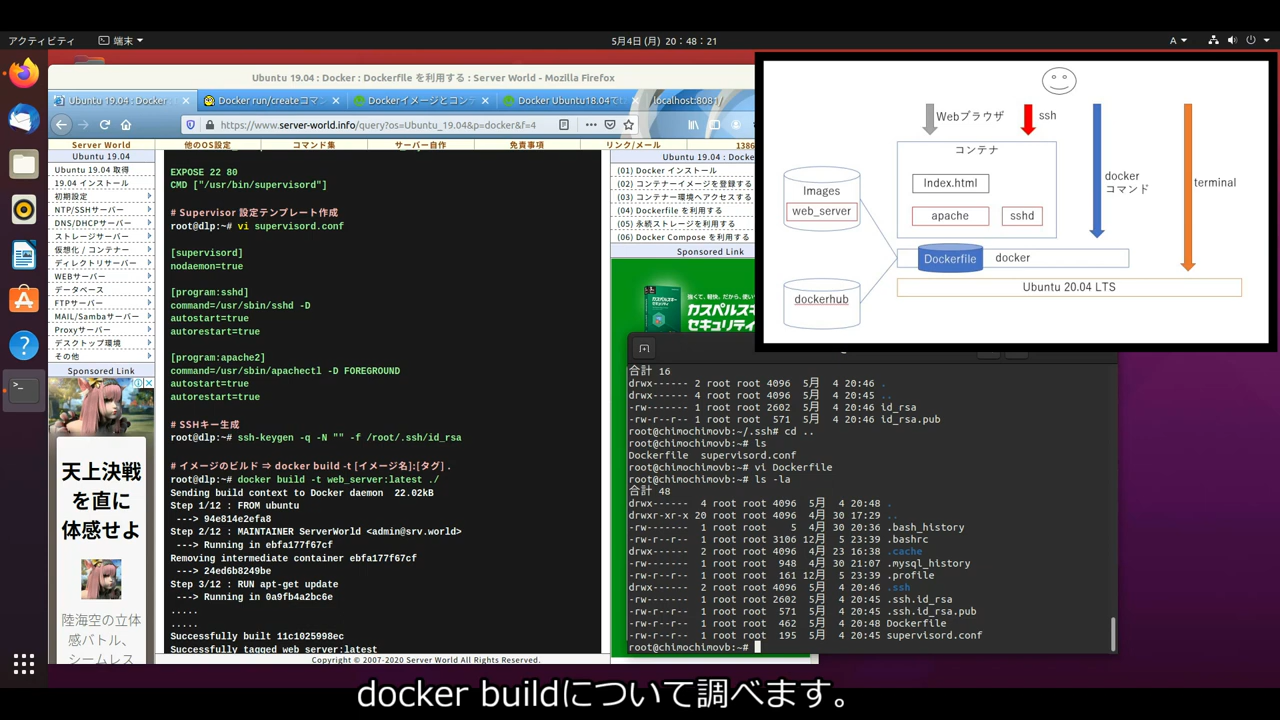 アクティビティ
端末
5月4日 (月) 20:48:21
A
Ubuntu 19.04 : Docker : Dockerfile を利用する : Server World - Mozilla Firefox
Ubuntu 19.04 : Docker
Docker run/createコマン
Dockerイメージとコンテ
Docker Ubuntu18.04では
localhost:8081/
https://www.server-world.info/query?os=Ubuntu_19.04&p=docker&f=4
Server World
他のOS設定
コマンド集
サーバー自作
免責事項
リンク/メール
1386
Ubuntu 19.04
Ubuntu 19.04 取得
19.04 インストール
初期設定
NTP/SSHサーバー
DNS/DHCPサーバー
ストレージサーバー
仮想化 / コンテナー
ディレクトリサーバー
WEBサーバー
データベース
FTPサーバー
MAIL/Sambaサーバー
Proxyサーバー
デスクトップ環境
その他
Sponsored Link
天上決戦
を直に
体感せよ
陸海空の立体
感バトル、
シームレス
EXPOSE 22 80
CMD ["/usr/bin/supervisord"]
# Supervisor 設定テンプレート作成
root@dlp:~# vi supervisord.conf
[supervisord]
nodaemon=true
[program:sshd]
command=/usr/sbin/sshd -D
autostart=true
autorestart=true
[program:apache2]
command=/usr/sbin/apachectl -D FOREGROUND
autostart=true
autorestart=true
# SSHキー生成
root@dlp:~# ssh-keygen -q -N "" -f /root/.ssh/id_rsa
# イメージのビルド ⇒ docker build -t [イメージ名]:[タグ] .
root@dlp:~# docker build -t web_server:latest ./
Sending build context to Docker daemon 22.02kB
Step 1/12 : FROM ubuntu
---> 94e814e2efa8
Step 2/12 : MAINTAINER ServerWorld <admin@srv.world>
---> Running in ebfa177f67cf
Removing intermediate container ebfa177f67cf
---> 24ed6b8249be
Step 3/12 : RUN apt-get update
---> Running in 0a9fb4a2bc6e
.....
.....
Successfully built 11c1025998ec
Successfully tagged web_server:latest
Copyright © 2007-2020 Server World All Rights Reserved.
Ubuntu 19.04 : Dock
(01) Docker インストール
(02) コンテナーイメージを登録する
(03) コンテナー環境へアクセスする
(04) Dockerfile を利用する
(05) 永続ストレージを利用する
(06) Docker Compose を利用する
Sponsored Link
強くて、軽快。だから、使い
カスペルスキ
セキュリティ
Webブラウザ
ssh
コンテナ
Index.html
apache
sshd
docker
コマンド
terminal
Images
web_server
Dockerfile
docker
dockerhub
Ubuntu 20.04 LTS
合計 16
drwx------ 2 root root 4096 5月 4 20:46 .
drwx------ 4 root root 4096 5月 4 20:45 ..
-rw------- 1 root root 2602 5月 4 20:46 id_rsa
-rw-r--r-- 1 root root 571 5月 4 20:46 id_rsa.pub
root@chimochimovb:~/.ssh# cd ..
root@chimochimovb:~# ls
Dockerfile supervisord.conf
root@chimochimovb:~# vi Dockerfile
root@chimochimovb:~# ls -la
合計 48
drwx------ 4 root root 4096 5月 4 20:48 .
drwxr-xr-x 20 root root 4096 4月 30 17:29 ..
-rw------- 1 root root 5 4月 30 20:36 .bash_history
-rw-r--r-- 1 root root 3106 12月 5 23:39 .bashrc
drwx------ 2 root root 4096 4月 23 16:38 .cache
-rw------- 1 root root 948 4月 30 21:07 .mysql_history
-rw-r--r-- 1 root root 161 12月 5 23:39 .profile
drwx------ 2 root root 4096 5月 4 20:46 .ssh
-rw------- 1 root root 2602 5月 4 20:45 .ssh.id_rsa
-rw-r--r-- 1 root root 571 5月 4 20:45 .ssh.id_rsa.pub
-rw-r--r-- 1 root root 462 5月 4 20:48 Dockerfile
-rw-r--r-- 1 root root 195 5月 4 20:45 supervisord.conf
root@chimochimovb:~#
docker buildについて調べます。